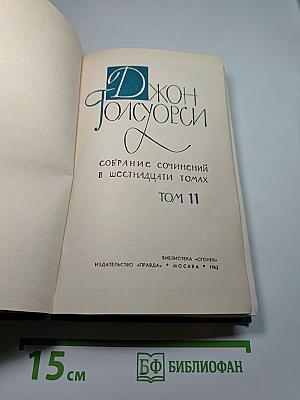 Джон
Голсуорси
СОБРАНИЕ СОЧИНЕНИЙ
В ШЕСТНАДЦАТИ ТОМАХ
ТОМ 11
БИБЛИОТЕКА «ОГОНЕК»
ИЗДАТЕЛЬСТВО «ПРАВДА» • МОСКВА • 1962
15 см
БФ БИБЛИОФАН